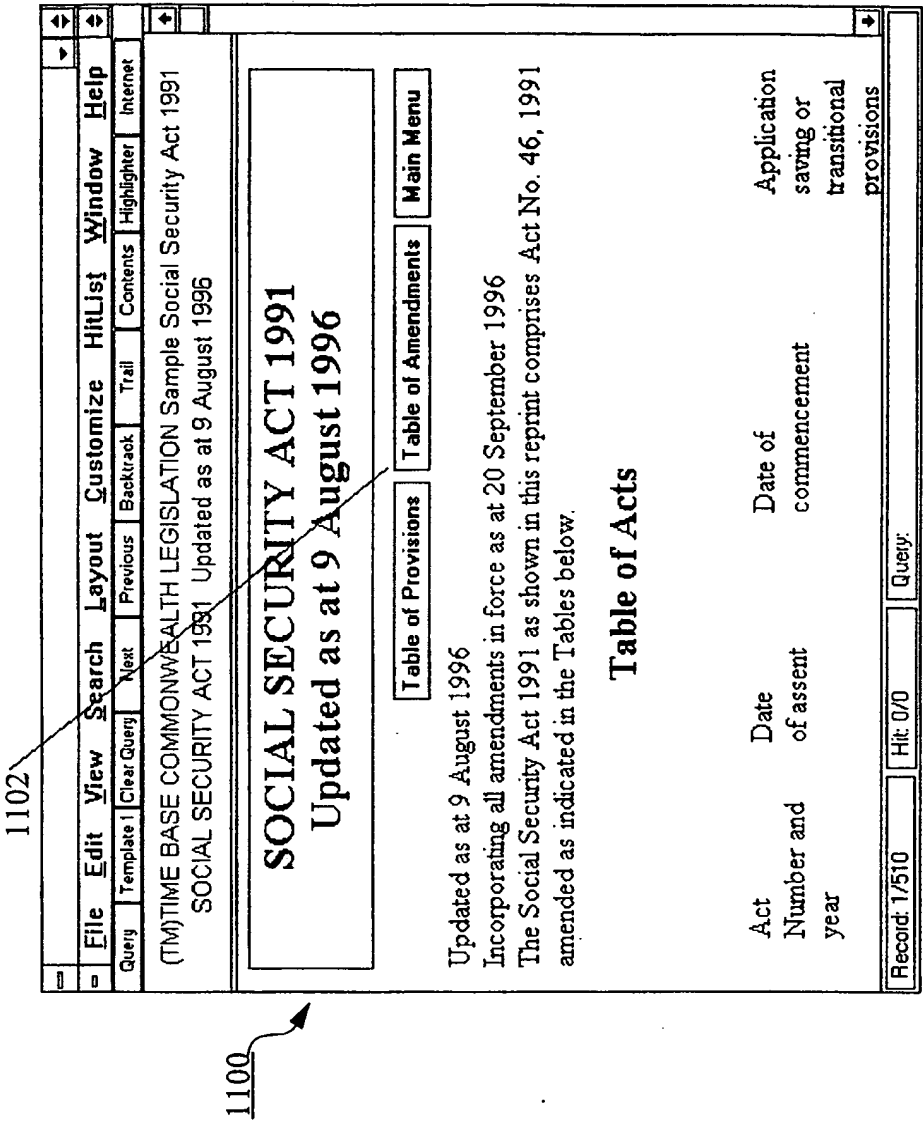 1102
1100
File Edit View Search Layout Customize HitList Window Help
Query Template 1 Clear Query Next Previous Backtrack Trail Contents Highlighter Internet
(TM)TIME BASE COMMONWEALTH LEGISLATION Sample Social Security Act 1991
SOCIAL SECURITY ACT 1991 Updated as at 9 August 1996
SOCIAL SECURITY ACT 1991
Updated as at 9 August 1996
Table of Provisions Table of Amendments Main Menu
Updated as at 9 August 1996
Incorporating all amendments in force as at 20 September 1996
The Social Security Act 1991 as shown in this reprint comprises Act No. 46, 1991
amended as indicated in the Tables below.
Table of Acts
Act Date Date of Application
Number and of assent commencement saving or
year transitional
provisions
Record: 1/510 Hit: 0/0 Query: